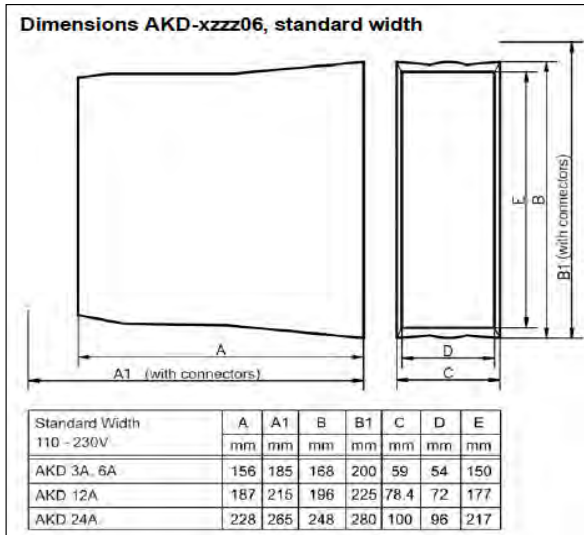 Dimensions AKD-xzzz06, standard width
E
B
B1 (with connectors)
A
D
A1 (with connectors)
C
Standard Width 110 - 230V A A1 B B1 C D E
mm mm mm mm mm mm mm
AKD 3A, 6A 156 185 168 200 59 54 150
AKD 12A 187 215 196 225 78.4 72 177
AKD 24A 228 265 248 280 100 96 217